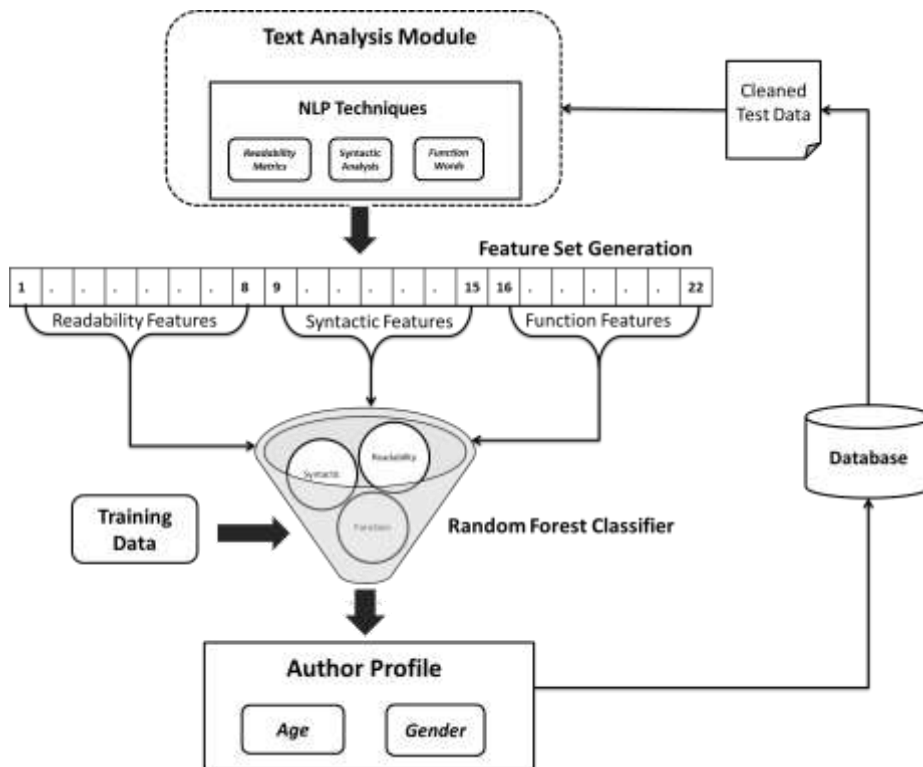 Text Analysis Module
NLP Techniques
Readability
Metrics
Syntactic
Analysis
Function
Words
Cleaned
Test Data
Feature Set Generation
1 . . . . . . 8 9 . . . . 15 16 . . . . . 22
Readability Features
Syntactic Features
Function Features
Readability
Syntactic
Function
Database
Training
Data
Random Forest Classifier
Author Profile
Age
Gender